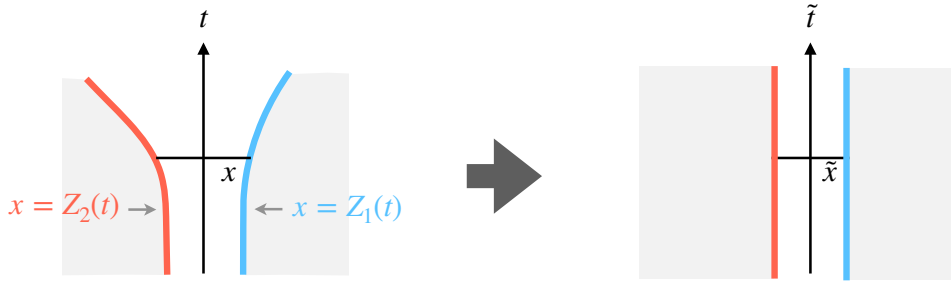 t
x
x = Z₂(t)
x = Z₁(t)
t̃
x̃